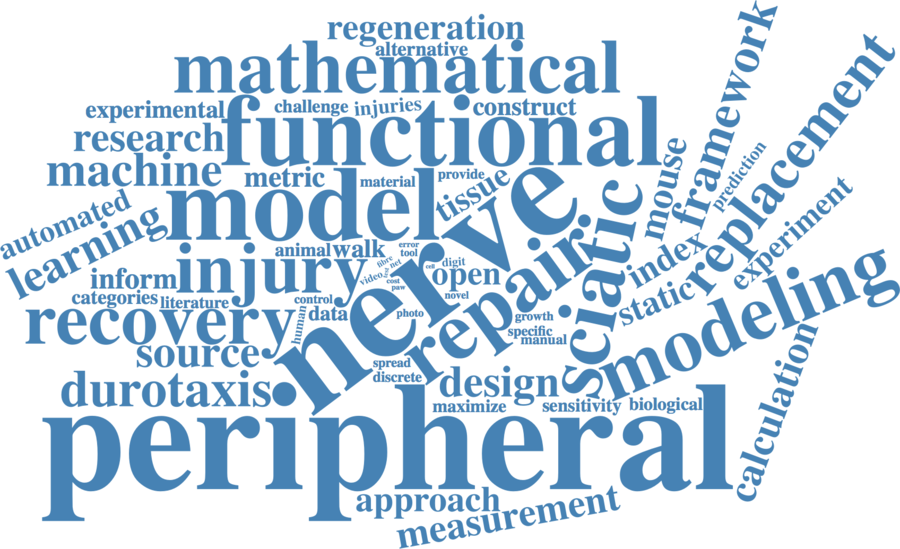 regeneration
alternative
mathematical
experimental
challenge
injuries
construct
functional
research
machine
metric
material
provide
tissue
model
nerve
automated
learning
animal
walk
error
tool
fibre
net
video
cost
paw
cell
digit
open
novel
inform
injury
categories
literature
control
data
human
photo
recovery
source
repair
growth
specific
manual
spread
discrete
durotaxis
design
maximize
sensitivity
biological
sciatic
mouse
framework
prediction
replacement
index
static
experiment
modeling
calculation
peripheral
approach
measurement